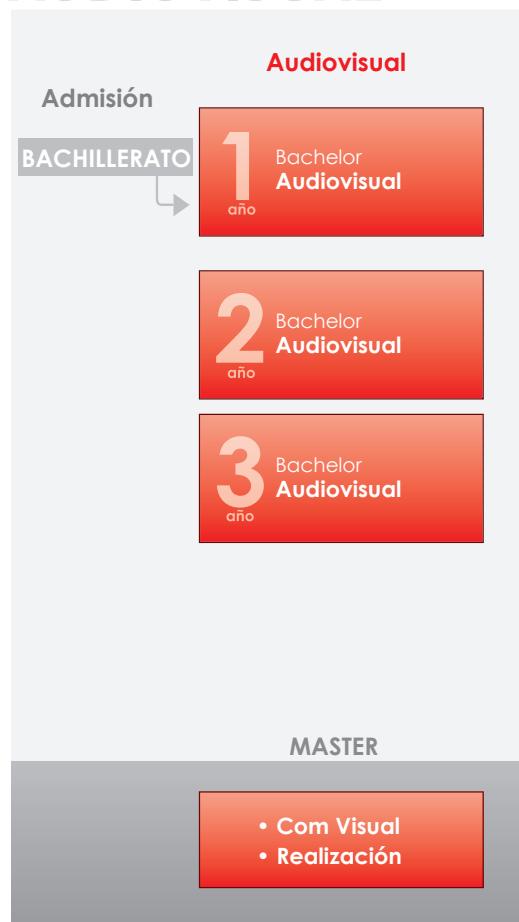 Audiovisual
Admisión
BACHILLERATO
1
año
Bachelor
Audiovisual
2
año
Bachelor
Audiovisual
3
año
Bachelor
Audiovisual
MASTER
• Com Visual
• Realización